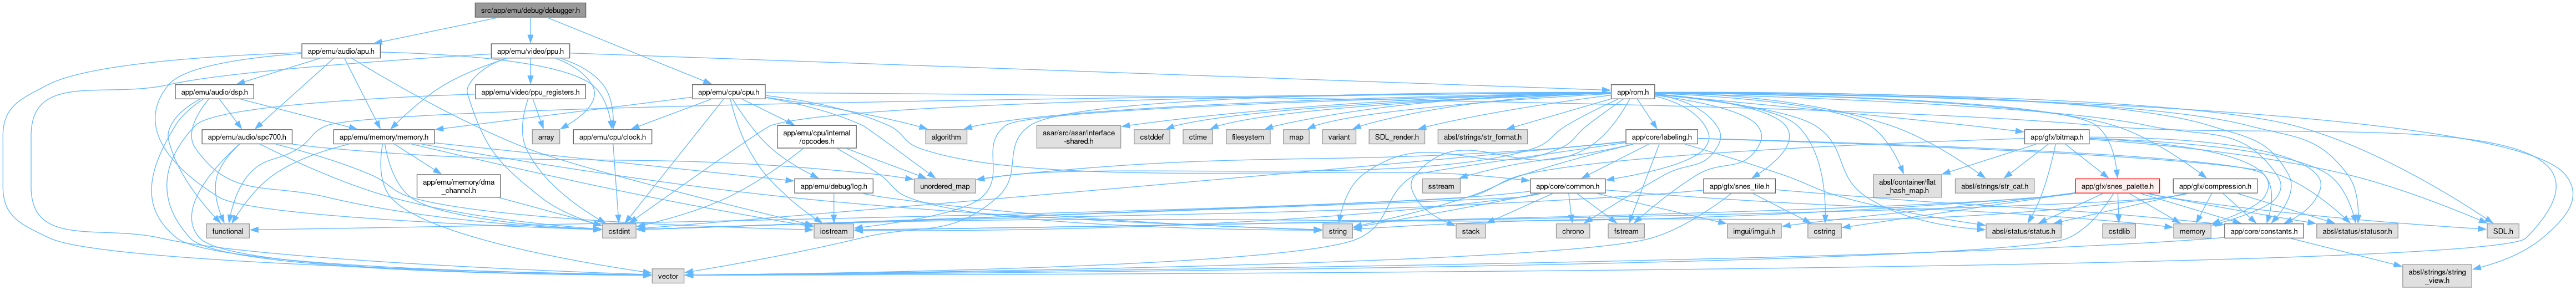 src/app/emu/debug/debugger.h
app/emu/audio/apu.h
app/emu/video/ppu.h
app/emu/audio/dsp.h
app/emu/video/ppu_registers.h
app/emu/cpu/cpu.h
app/rom.h
app/emu/audio/spc700.h
app/emu/memory/memory.h
array
app/emu/cpu/clock.h
app/emu/cpu/internal
/opcodes.h
algorithm
asar/src/asar/interface
-shared.h
cstddef
ctime
filesystem
map
variant
SDL_render.h
absl/strings/str_format.h
app/core/labeling.h
app/gfx/bitmap.h
app/emu/memory/dma
_channel.h
app/emu/debug/log.h
unordered_map
sstream
app/core/common.h
app/gfx/snes_tile.h
absl/container/flat
_hash_map.h
absl/strings/str_cat.h
app/gfx/snes_palette.h
app/gfx/compression.h
functional
cstdint
iostream
string
stack
chrono
fstream
imgui/imgui.h
cstring
absl/status/status.h
cstdlib
memory
app/core/constants.h
absl/status/statusor.h
SDL.h
vector
absl/strings/string
_view.h